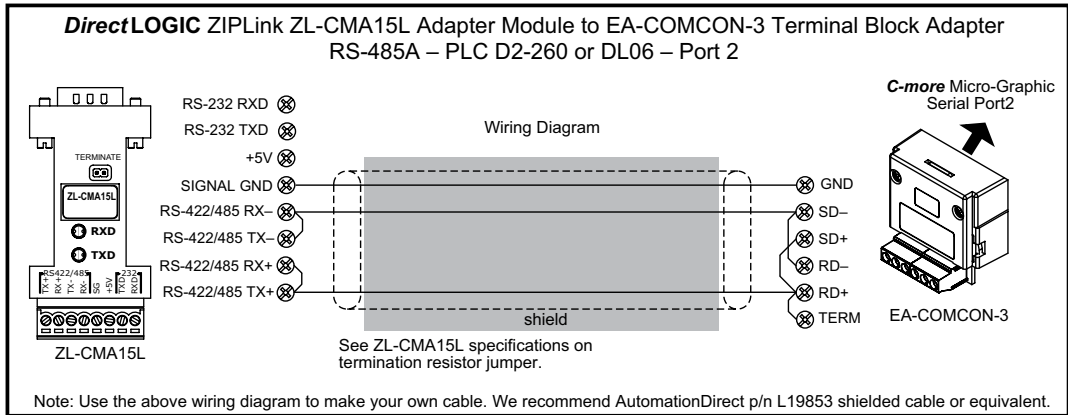 DirectLOGIC ZIPLink ZL-CMA15L Adapter Module to EA-COMCON-3 Terminal Block Adapter
RS-485A – PLC D2-260 or DL06 – Port 2
C-more Micro-Graphic
Serial Port2
Wiring Diagram
RS-232 RXD
RS-232 TXD
+5V
SIGNAL GND
RS-422/485 RX–
RS-422/485 TX–
RS-422/485 RX+
RS-422/485 TX+
GND
SD–
SD+
RD–
RD+
TERM
shield
See ZL-CMA15L specifications on
termination resistor jumper.
TERMINATE
ZL-CMA15L
RXD
TXD
RS422/485
232
TX+
RX+
TX-
RX-
SG
+5V
TXD
RXD
ZL-CMA15L
EA-COMCON-3
Note: Use the above wiring diagram to make your own cable. We recommend AutomationDirect p/n L19853 shielded cable or equivalent.